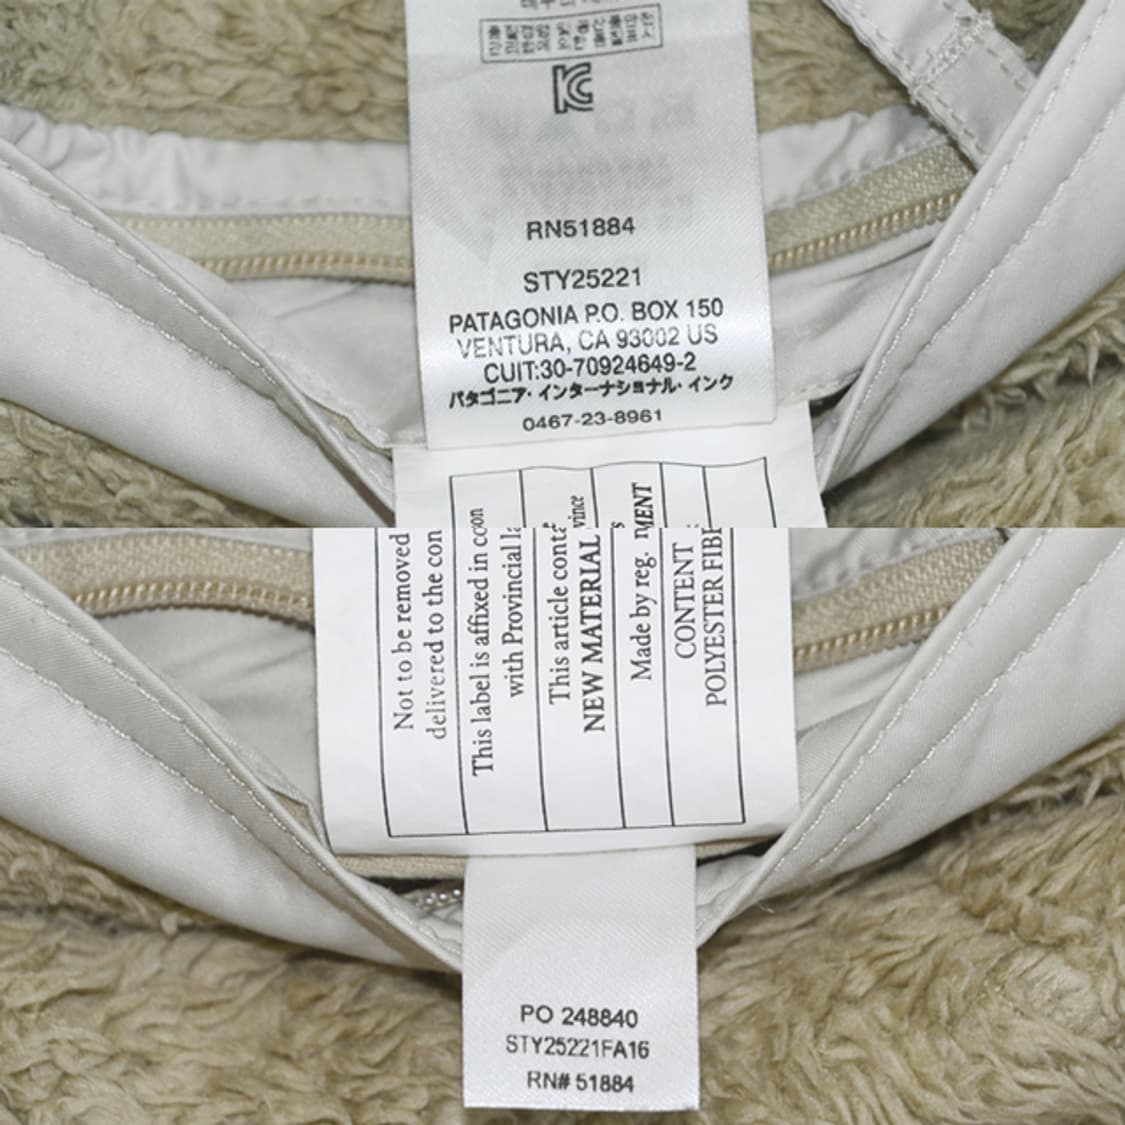 RN51884
STY25221
PATAGONIA P.O. BOX 150
VENTURA, CA 93002 US
CUIT:30-70924649-2
パタゴニア・インターナショナル・インク
0467-23-8961
Not to be removed
delivered to the con
This label is affixed in
with Provincial
This article
NEW MATERIAL
Made by reg.
CONTENT
POLYESTER
PO 248840
STY25221FA16
RN# 51884